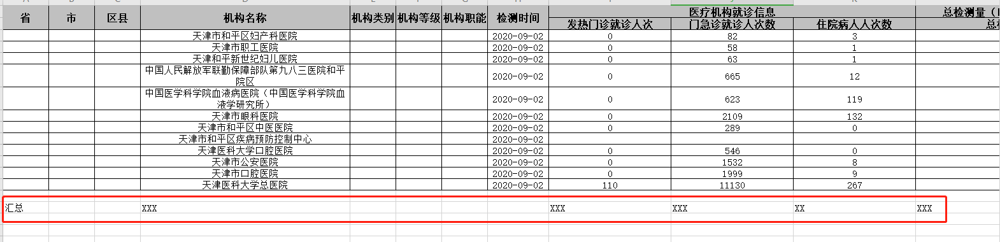 省 市 区县 机构名称 机构类别 机构等级 机构职能 检测时间 医疗机构就诊信息
发热门诊就诊人次 门急诊就诊人次数 住院病人人次数
天津市和平区妇产科医院 2020-09-02 0 82 3
天津市职工医院 2020-09-02 0 58 1
天津和平新世纪妇儿医院 2020-09-02 0 63 1
中国人民解放军联勤保障部队第九八三医院和平
院区 2020-09-02 0 665 12
中国医学科学院血液病医院（中国医学科学院血
液学研究所） 2020-09-02 0 623 119
天津市眼科医院 2020-09-02 0 2109 132
天津市和平区中医医院 2020-09-02 0 289 0
天津市和平区疾病预防控制中心 2020-09-02
天津医科大学口腔医院 2020-09-02 0 546 0
天津市公安医院 2020-09-02 0 1532 8
天津市口腔医院 2020-09-02 0 1999 9
天津医科大学总医院 2020-09-02 110 11130 267
汇总 XXX XXX XXX XX XXX